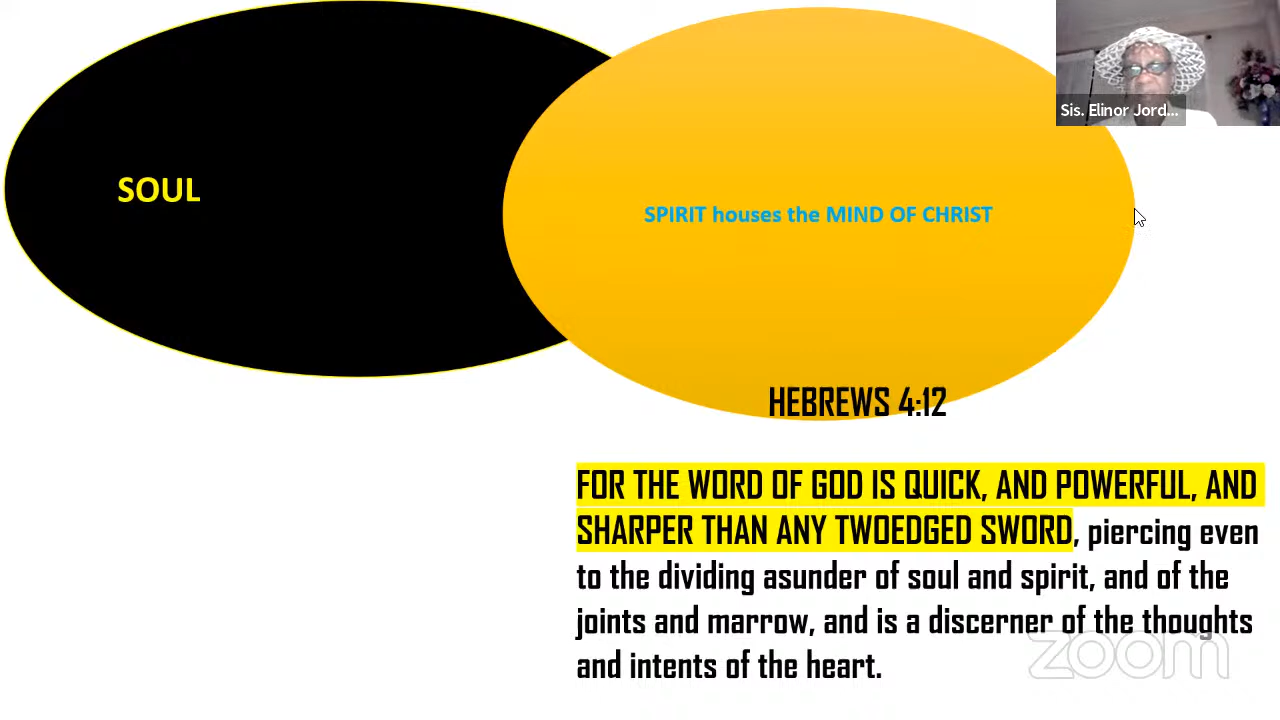 Sis. Elinor Jord...
SOUL
SPIRIT houses the MIND OF CHRIST
HEBREWS 4:12
FOR THE WORD OF GOD IS QUICK, AND POWERFUL, AND
SHARPER THAN ANY TWOEDGED SWORD, piercing even
to the dividing asunder of soul and spirit, and of the
joints and marrow, and is a discerner of the thoughts
and intents of the heart.
zoom